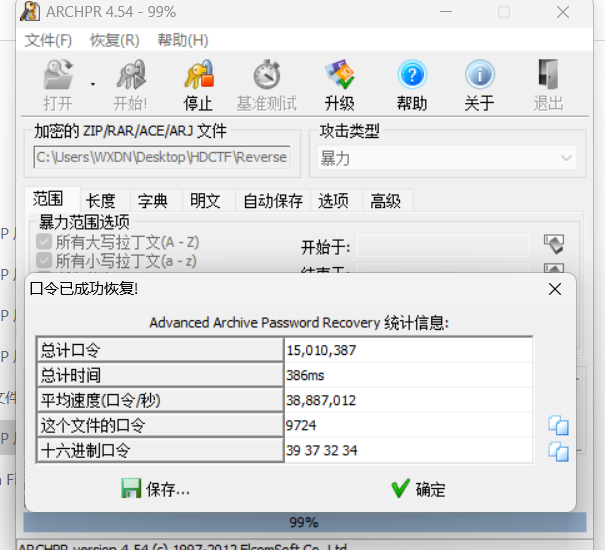 ARCHPR 4.54 - 99%
文件(F) 恢复(R) 帮助(H)
打开 开始! 停止 基准测试 升级 帮助 关于 退出
加密的 ZIP/RAR/ACE/ARJ 文件 攻击类型
C:\Users\WXDN\Desktop\HDCTF\Reverse 暴力
范围 长度 字典 明文 自动保存 选项 高级
暴力范围选项
所有大写拉丁文(A - Z) 开始于:
所有小写拉丁文(a - z)
口令已成功恢复!
Advanced Archive Password Recovery 统计信息:
总计口令 15,010,387
总计时间 386ms
平均速度(口令/秒) 38,887,012
这个文件的口令 9724
十六进制口令 39 37 32 34
保存... 确定
99%
ARCHPR version 4.54 (c) 1997-2012 ElcomSoft Co. Ltd.